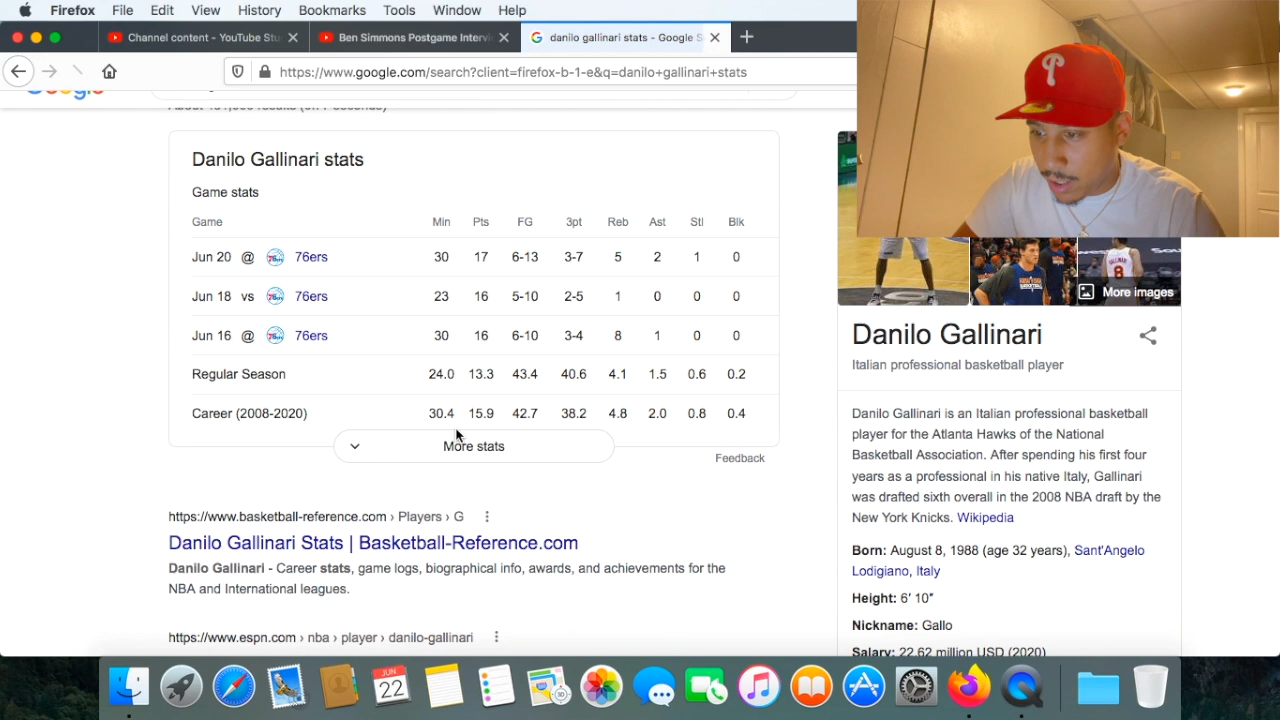 Firefox File Edit View History Bookmarks Tools Window Help
Channel content - YouTube Stu
Ben Simmons Postgame Intervi
danilo gallinari stats - Google S
https://www.google.com/search?client=firefox-b-1-e&q=danilo+gallinari+stats
Danilo Gallinari stats
Game stats
Game Min Pts FG 3pt Reb Ast Stl Blk
Jun 20 @ 76ers 30 17 6-13 3-7 5 2 1 0
Jun 18 vs 76ers 23 16 5-10 2-5 1 0 0 0
Jun 16 @ 76ers 30 16 6-10 3-4 8 1 0 0
Regular Season 24.0 13.3 43.4 40.6 4.1 1.5 0.6 0.2
Career (2008-2020) 30.4 15.9 42.7 38.2 4.8 2.0 0.8 0.4
More stats
Feedback
https://www.basketball-reference.com › Players › G
Danilo Gallinari Stats | Basketball-Reference.com
Danilo Gallinari - Career stats, game logs, biographical info, awards, and achievements for the
NBA and International leagues.
https://www.espn.com › nba › player › danilo-gallinari
8
More images
Danilo Gallinari
Italian professional basketball player
Danilo Gallinari is an Italian professional basketball
player for the Atlanta Hawks of the National
Basketball Association. After spending his first four
years as a professional in his native Italy, Gallinari
was drafted sixth overall in the 2008 NBA draft by the
New York Knicks. Wikipedia
Born: August 8, 1988 (age 32 years), Sant'Angelo
Lodigiano, Italy
Height: 6′ 10″
Nickname: Gallo
Salary: 22.62 million USD (2020)
JUN
22
P